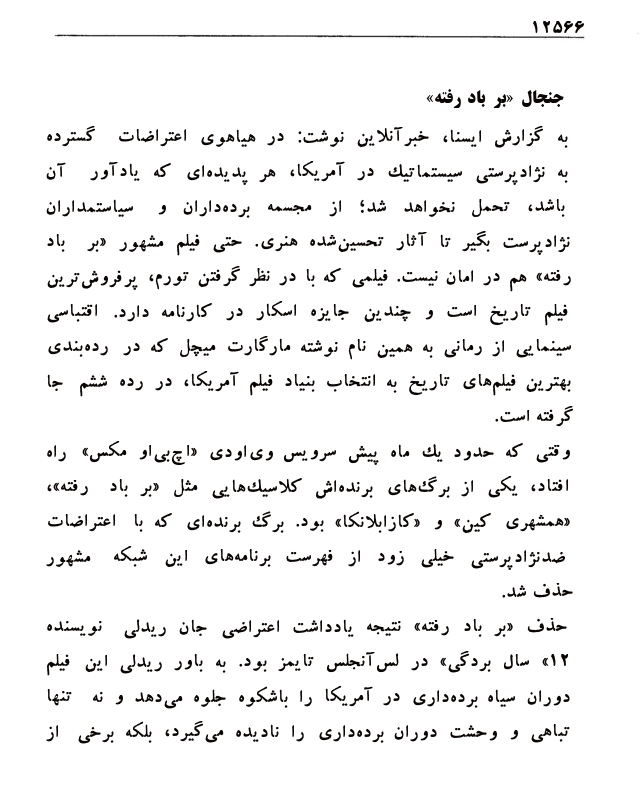 ۱۲۵۶۶
جنجال «بر باد رفته»
به گزارش ایسنا، خبرآنلاین نوشت: در هیاهوی اعتراضات گسترده
به نژادپرستی سیستماتیك در آمریکا، هر پدیده‌ای که یادآور آن
باشد، تحمل نخواهد شد؛ از مجسمه برده‌داران و سیاستمداران
نژادپرست بگیر تا آثار تحسین‌شده هنری. حتی فیلم مشهور «بر باد
رفته» هم در امان نیست. فیلمی که با در نظر گرفتن تورم، پرفروش‌ترین
فیلم تاریخ است و چندین جایزه اسکار در کارنامه دارد. اقتباسی
سینمایی از رمانی به همین نام نوشته مارگارت میچل که در رده‌بندی
بهترین فیلم‌های تاریخ به انتخاب بنیاد فیلم آمریکا، در رده ششم جا
گرفته است.
وقتی که حدود یك ماه پیش سرویس وی‌اودی «اچ‌بی‌او مکس» راه
افتاد، یکی از برگ‌های برنده‌اش کلاسیك‌هایی مثل «بر باد رفته»،
«همشهری کین» و «کازابلانکا» بود. برگ برنده‌ای که با اعتراضات
ضدنژادپرستی خیلی زود از فهرست برنامه‌های این شبکه مشهور
حذف شد.
حذف «بر باد رفته» نتیجه یادداشت اعتراضی جان ریدلی نویسنده
۱۲» سال بردگی» در لس‌آنجلس تایمز بود. به باور ریدلی این فیلم
دوران سیاه برده‌داری در آمریکا را باشکوه جلوه می‌دهد و نه تنها
تباهی و وحشت دوران برده‌داری را نادیده می‌گیرد، بلکه برخی از